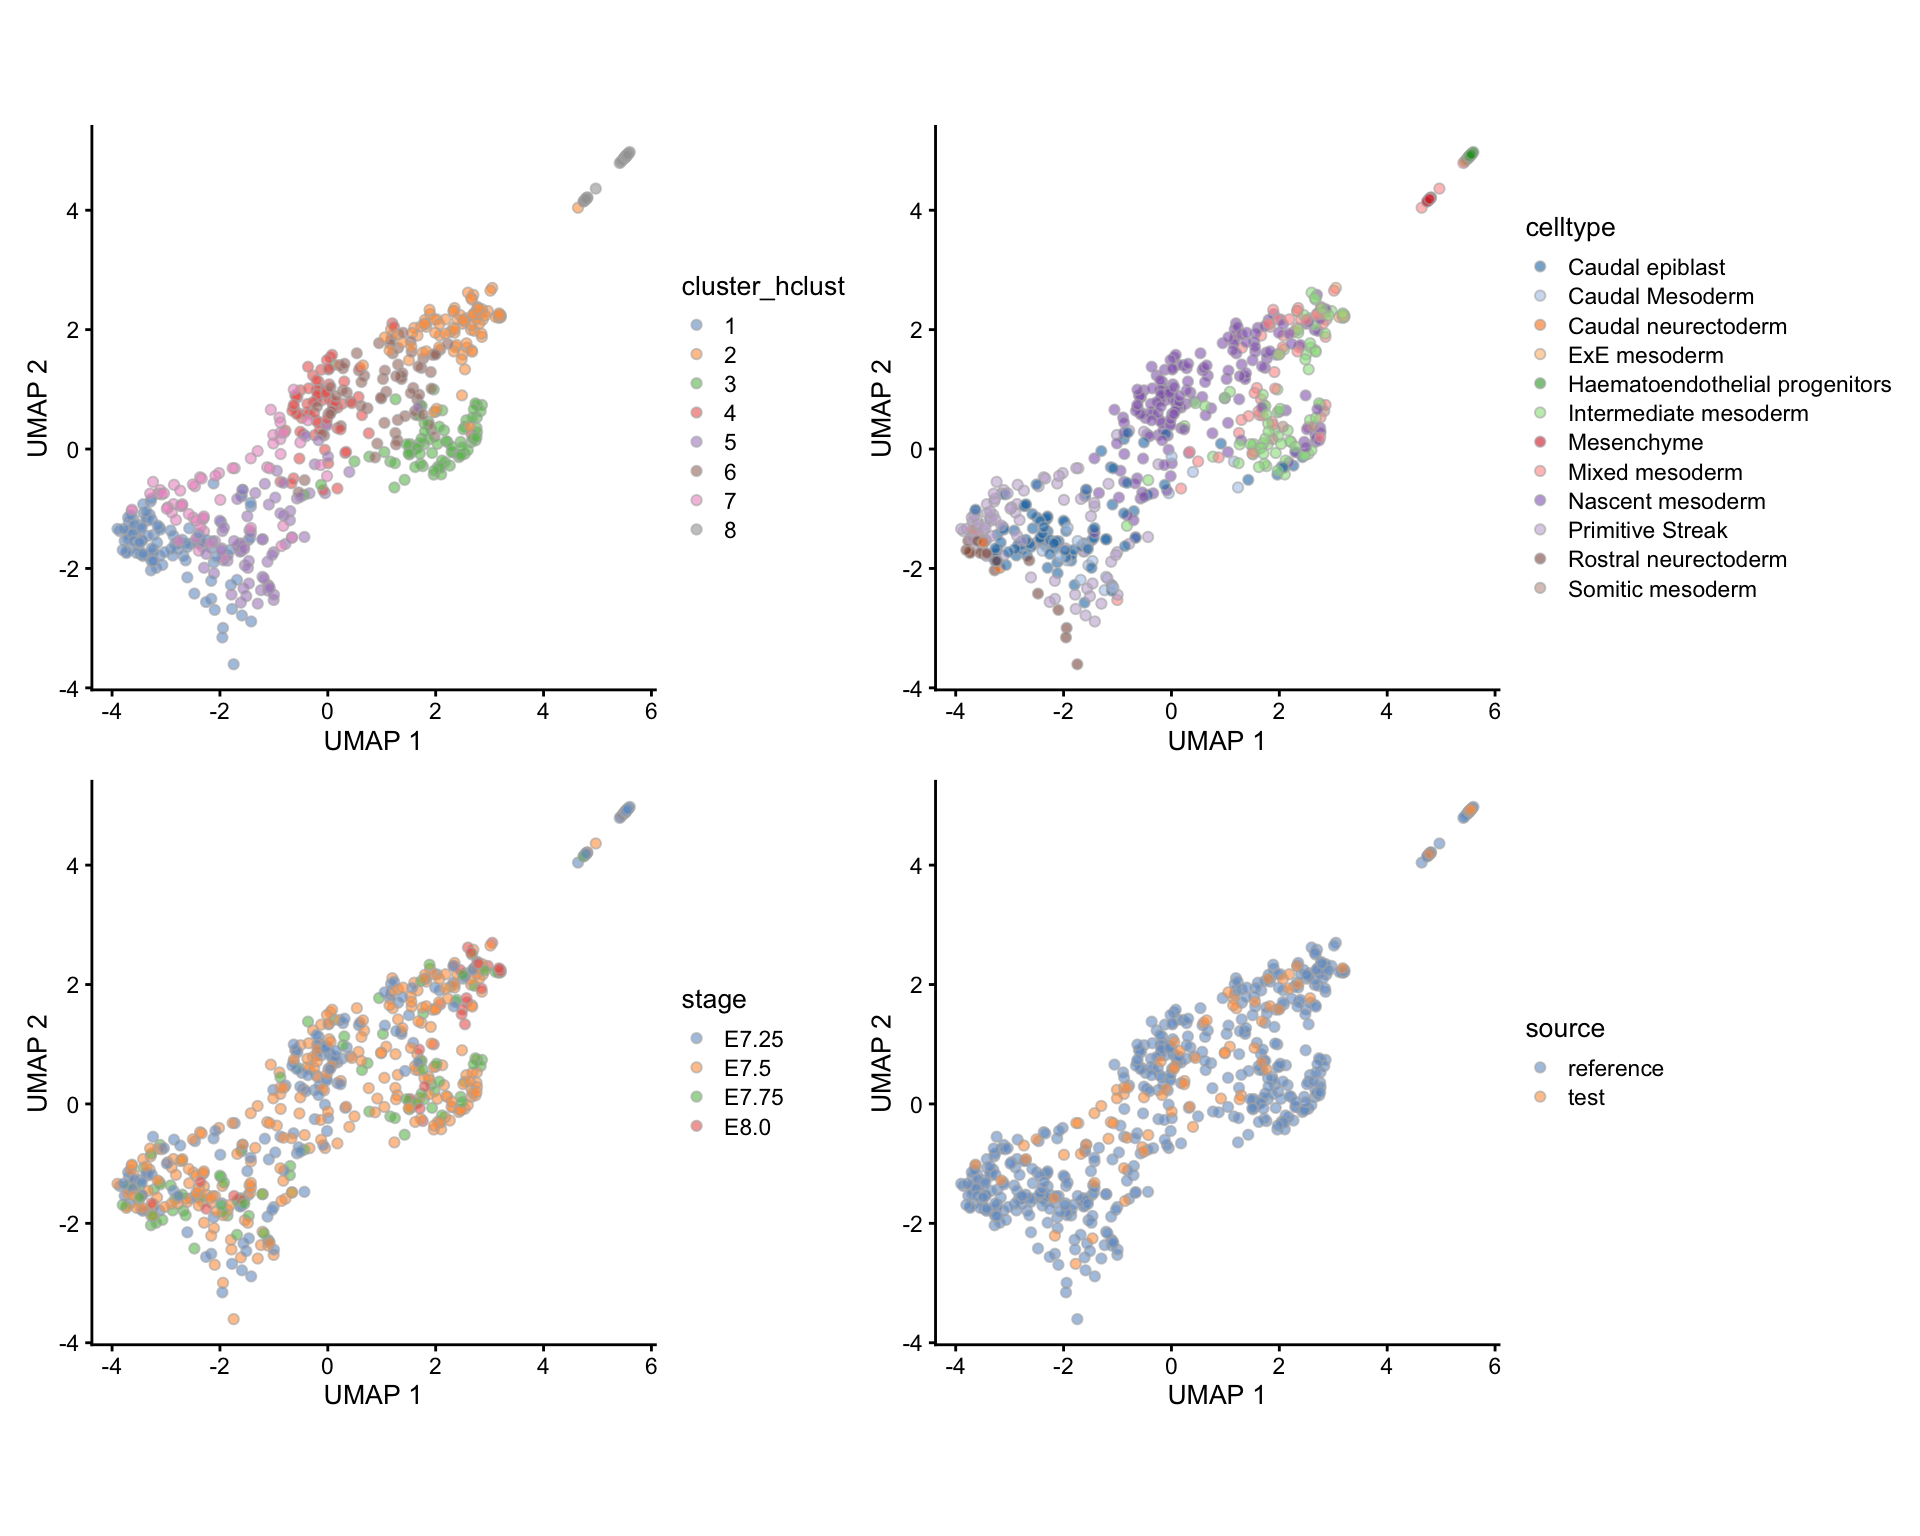 4
2
0
-2
-4
-4
-2
0
2
4
6
UMAP 1
UMAP 2
cluster_hclust
1
2
3
4
5
6
7
8
4
2
0
-2
-4
-4
-2
0
2
4
6
UMAP 1
UMAP 2
celltype
Caudal epiblast
Caudal Mesoderm
Caudal neurectoderm
ExE mesoderm
Haematoendothelial progenitors
Intermediate mesoderm
Mesenchyme
Mixed mesoderm
Nascent mesoderm
Primitive Streak
Rostral neurectoderm
Somitic mesoderm
4
2
0
-2
-4
-4
-2
0
2
4
6
UMAP 1
UMAP 2
stage
E7.25
E7.5
E7.75
E8.0
4
2
0
-2
-4
-4
-2
0
2
4
6
UMAP 1
UMAP 2
source
reference
test